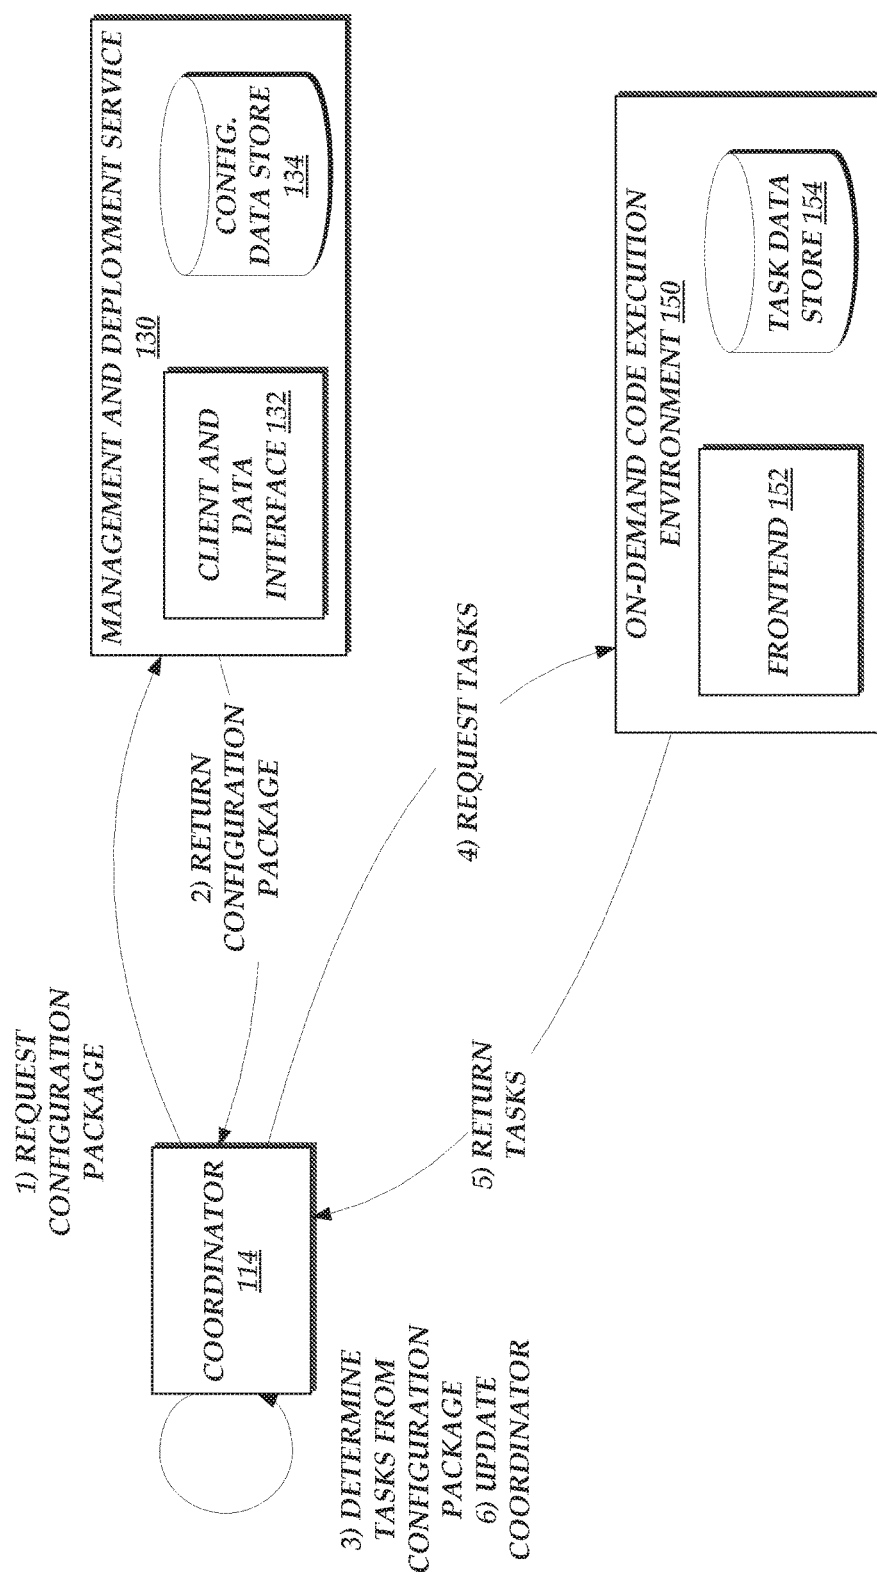 1) REQUEST
CONFIGURATION
PACKAGE
MANAGEMENT AND DEPLOYMENT SERVICE
130
CLIENT AND
DATA
INTERFACE 132
CONFIG.
DATA STORE
134
2) RETURN
CONFIGURATION
PACKAGE
COORDINATOR
114
3) DETERMINE
TASKS FROM
CONFIGURATION
PACKAGE
6) UPDATE
COORDINATOR
4) REQUEST TASKS
5) RETURN
TASKS
ON-DEMAND CODE EXECUTION
ENVIRONMENT 150
FRONTEND 152
TASK DATA
STORE 154